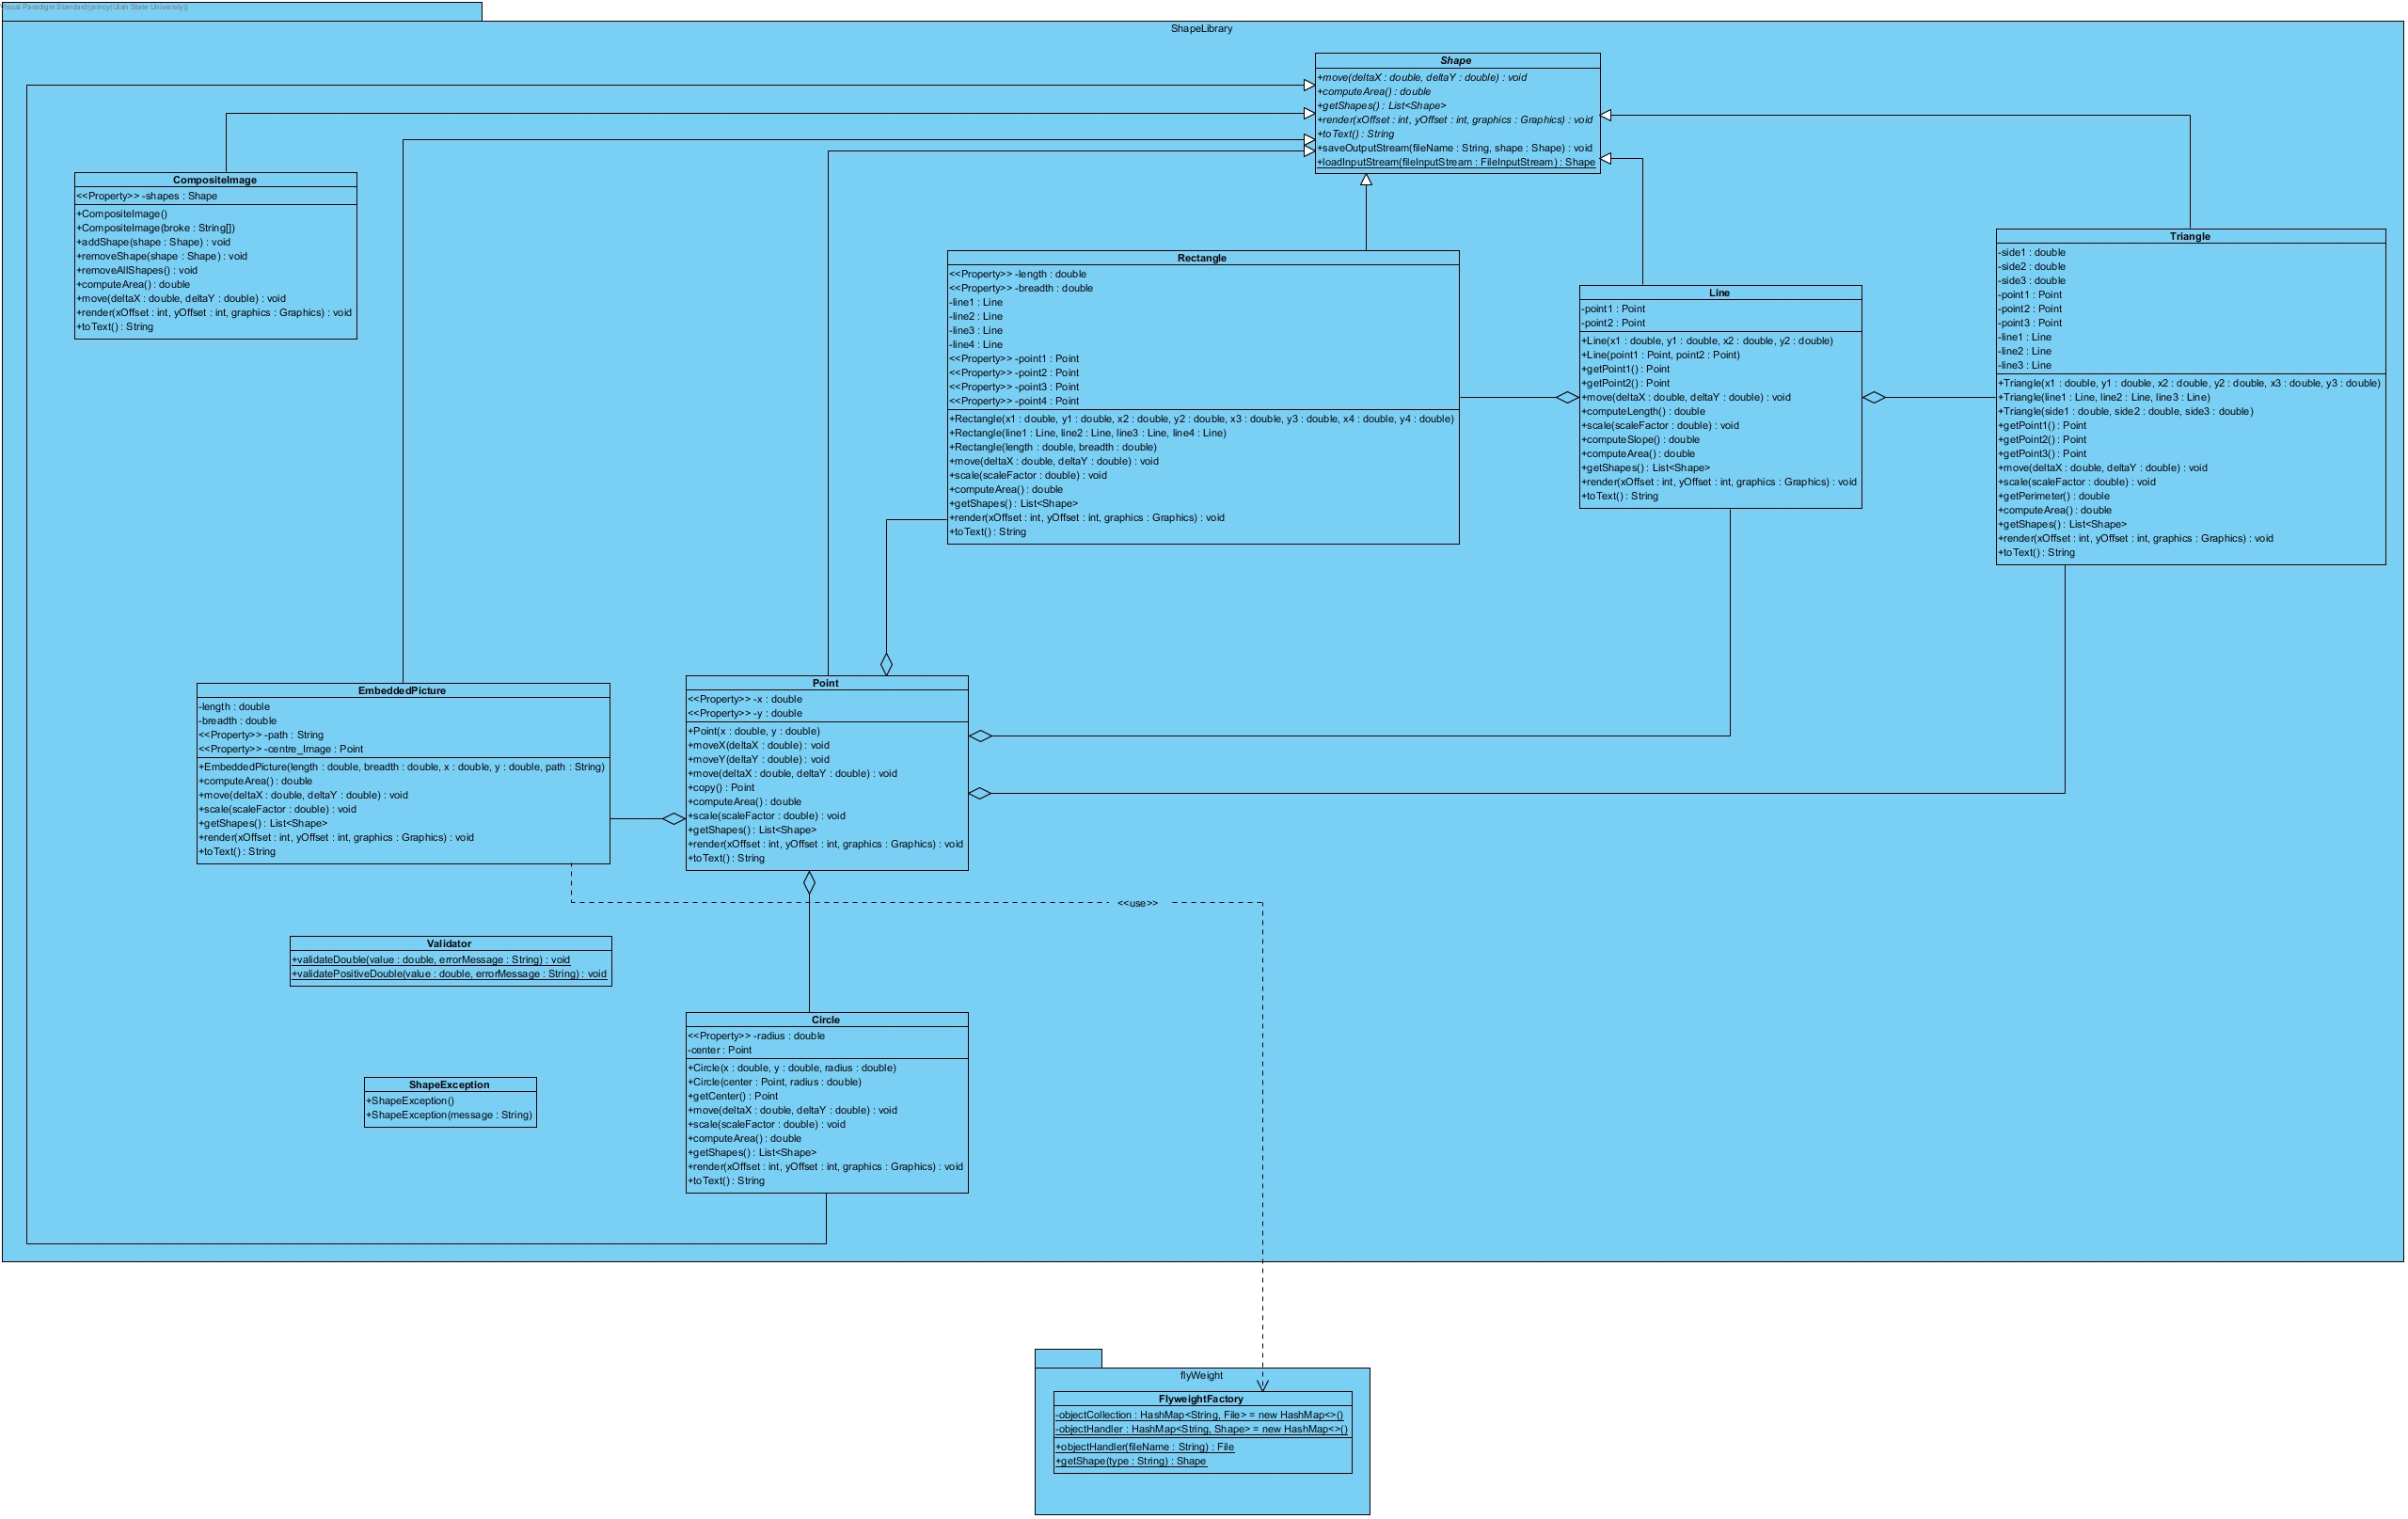 Visual Paradigm Standard(princy(Utah State University))
ShapeLibrary
Shape
+move(deltaX : double, deltaY : double) : void
+computeArea() : double
+getShapes() : List<Shape>
+render(xOffset : int, yOffset : int, graphics : Graphics) : void
+toText() : String
+saveOutputStream(fileName : String, shape : Shape) : void
+loadInputStream(fileInputStream : FileInputStream) : Shape
CompositeImage
<<Property>> -shapes : Shape
+CompositeImage()
+CompositeImage(broke : String[])
+addShape(shape : Shape) : void
+removeShape(shape : Shape) : void
+removeAllShapes() : void
+computeArea() : double
+move(deltaX : double, deltaY : double) : void
+render(xOffset : int, yOffset : int, graphics : Graphics) : void
+toText() : String
Rectangle
<<Property>> -length : double
<<Property>> -breadth : double
-line1 : Line
-line2 : Line
-line3 : Line
-line4 : Line
<<Property>> -point1 : Point
<<Property>> -point2 : Point
<<Property>> -point3 : Point
<<Property>> -point4 : Point
+Rectangle(x1 : double, y1 : double, x2 : double, y2 : double, x3 : double, y3 : double, x4 : double, y4 : double)
+Rectangle(line1 : Line, line2 : Line, line3 : Line, line4 : Line)
+Rectangle(length : double, breadth : double)
+move(deltaX : double, deltaY : double) : void
+scale(scaleFactor : double) : void
+computeArea() : double
+getShapes() : List<Shape>
+render(xOffset : int, yOffset : int, graphics : Graphics) : void
+toText() : String
Line
-point1 : Point
-point2 : Point
+Line(x1 : double, y1 : double, x2 : double, y2 : double)
+Line(point1 : Point, point2 : Point)
+getPoint1() : Point
+getPoint2() : Point
+move(deltaX : double, deltaY : double) : void
+computeLength() : double
+scale(scaleFactor : double) : void
+computeSlope() : double
+computeArea() : double
+getShapes() : List<Shape>
+render(xOffset : int, yOffset : int, graphics : Graphics) : void
+toText() : String
Triangle
-side1 : double
-side2 : double
-side3 : double
-point1 : Point
-point2 : Point
-point3 : Point
-line1 : Line
-line2 : Line
-line3 : Line
+Triangle(x1 : double, y1 : double, x2 : double, y2 : double, x3 : double, y3 : double)
+Triangle(line1 : Line, line2 : Line, line3 : Line)
+Triangle(side1 : double, side2 : double, side3 : double)
+getPoint1() : Point
+getPoint2() : Point
+getPoint3() : Point
+move(deltaX : double, deltaY : double) : void
+scale(scaleFactor : double) : void
+getPerimeter() : double
+computeArea() : double
+getShapes() : List<Shape>
+render(xOffset : int, yOffset : int, graphics : Graphics) : void
+toText() : String
EmbeddedPicture
-length : double
-breadth : double
<<Property>> -path : String
<<Property>> -centre_Image : Point
+EmbeddedPicture(length : double, breadth : double, x : double, y : double, path : String)
+computeArea() : double
+move(deltaX : double, deltaY : double) : void
+scale(scaleFactor : double) : void
+getShapes() : List<Shape>
+render(xOffset : int, yOffset : int, graphics : Graphics) : void
+toText() : String
Point
<<Property>> -x : double
<<Property>> -y : double
+Point(x : double, y : double)
+moveX(deltaX : double) : void
+moveY(deltaY : double) : void
+move(deltaX : double, deltaY : double) : void
+copy() : Point
+computeArea() : double
+scale(scaleFactor : double) : void
+getShapes() : List<Shape>
+render(xOffset : int, yOffset : int, graphics : Graphics) : void
+toText() : String
<<use>>
Validator
+validateDouble(value : double, errorMessage : String) : void
+validatePositiveDouble(value : double, errorMessage : String) : void
Circle
<<Property>> -radius : double
-center : Point
+Circle(x : double, y : double, radius : double)
+Circle(center : Point, radius : double)
+getCenter() : Point
+move(deltaX : double, deltaY : double) : void
+scale(scaleFactor : double) : void
+computeArea() : double
+getShapes() : List<Shape>
+render(xOffset : int, yOffset : int, graphics : Graphics) : void
+toText() : String
ShapeException
+ShapeException()
+ShapeException(message : String)
flyWeight
FlyweightFactory
-objectCollection : HashMap<String, File> = new HashMap<>()
-objectHandler : HashMap<String, Shape> = new HashMap<>()
+objectHandler(fileName : String) : File
+getShape(type : String) : Shape